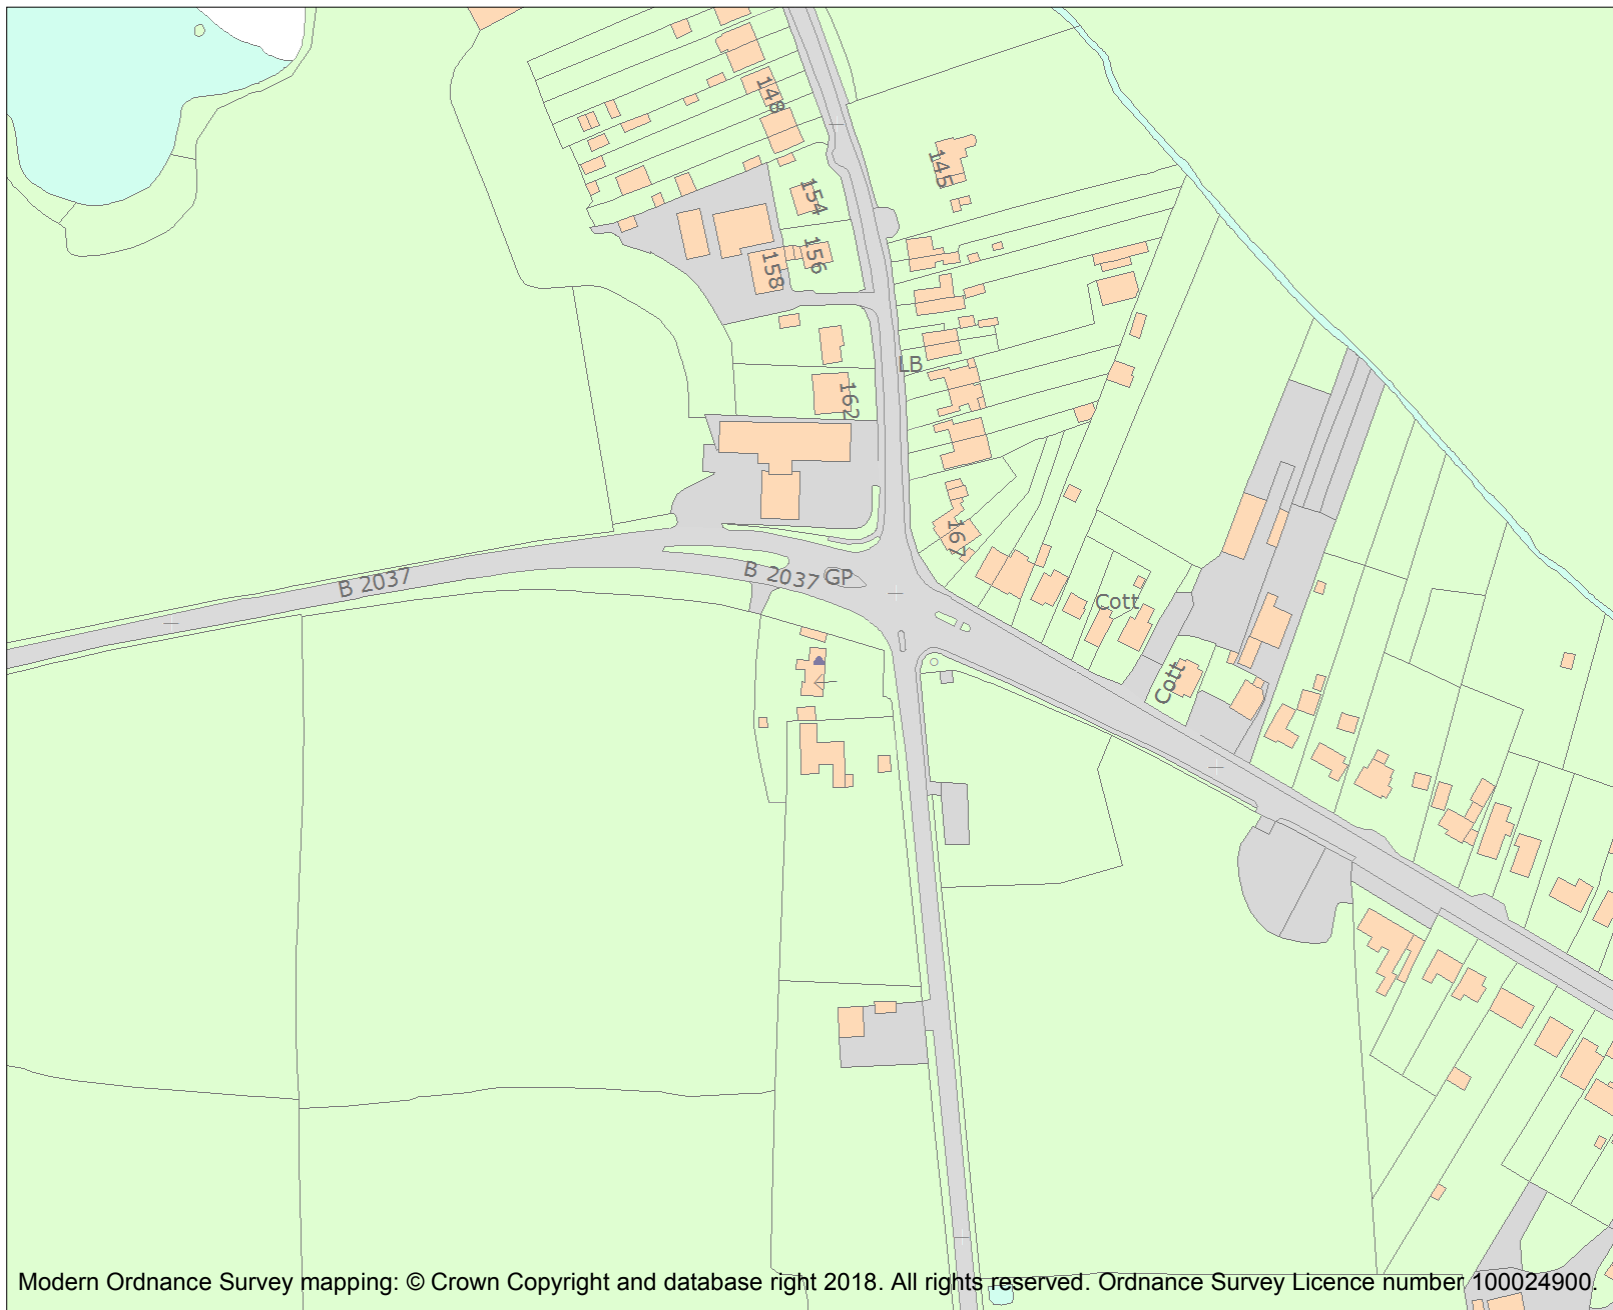 148
145
154
156
158
LB
162
167
B 2037
B 2037
GP
Cott
Cott
Modern Ordnance Survey mapping: © Crown Copyright and database right 2018. All rights reserved. Ordnance Survey Licence number 100024900.